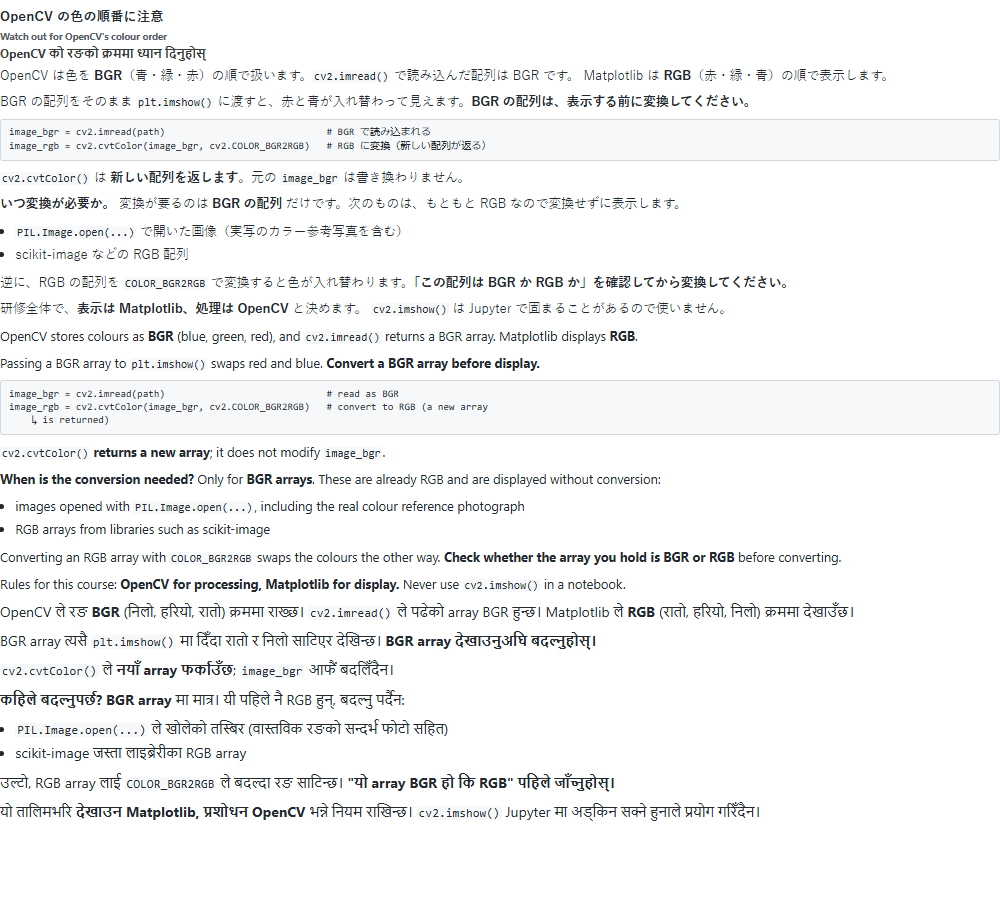 OpenCV の色の順番に注意
Watch out for OpenCV's colour order
OpenCV को रङको क्रममा ध्यान दिनुहोस्
OpenCV は色を BGR（青・緑・赤）の順で扱います。cv2.imread() で読み込んだ配列は BGR です。 Matplotlib は RGB（赤・緑・青）の順で表示します。
BGR の配列をそのまま plt.imshow() に渡すと、赤と青が入れ替わって見えます。BGR の配列は、表示する前に変換してください。
image_bgr = cv2.imread(path) # BGR で読み込まれる
image_rgb = cv2.cvtColor(image_bgr, cv2.COLOR_BGR2RGB) # RGB に変換（新しい配列が返る）
cv2.cvtColor() は 新しい配列を返します。元の image_bgr は書き換わりません。
いつ変換が必要か。 変換が要るのは BGR の配列 だけです。次のものは、もともと RGB なので変換せずに表示します。
• PIL.Image.open(...) で開いた画像（実写のカラー参考写真を含む）
• scikit-image などの RGB 配列
逆に、RGB の配列を COLOR_BGR2RGB で変換すると色が入れ替わります。「この配列は BGR か RGB か」を確認してから変換してください。
研修全体で、表示は Matplotlib、処理は OpenCV と決めます。 cv2.imshow() は Jupyter で固まることがあるので使いません。
OpenCV stores colours as BGR (blue, green, red), and cv2.imread() returns a BGR array. Matplotlib displays RGB.
Passing a BGR array to plt.imshow() swaps red and blue. Convert a BGR array before display.
image_bgr = cv2.imread(path) # read as BGR
image_rgb = cv2.cvtColor(image_bgr, cv2.COLOR_BGR2RGB) # convert to RGB (a new array
↳ is returned)
cv2.cvtColor() returns a new array; it does not modify image_bgr.
When is the conversion needed? Only for BGR arrays. These are already RGB and are displayed without conversion:
• images opened with PIL.Image.open(...), including the real colour reference photograph
• RGB arrays from libraries such as scikit-image
Converting an RGB array with COLOR_BGR2RGB swaps the colours the other way. Check whether the array you hold is BGR or RGB before converting.
Rules for this course: OpenCV for processing, Matplotlib for display. Never use cv2.imshow() in a notebook.
OpenCV ले रङ BGR (निलो, हरियो, रातो) क्रममा राख्छ। cv2.imread() ले पढेको array BGR हुन्छ। Matplotlib ले RGB (रातो, हरियो, निलो) क्रममा देखाउँछ।
BGR array त्यसै plt.imshow() मा दिँदा रातो र निलो साटिएर देखिन्छ। BGR array देखाउनुअघि बदल्नुहोस्।
cv2.cvtColor() ले नयाँ array फर्काउँछ; image_bgr आफैँ बदलिँदैन।
कहिले बदल्नुपर्छ? BGR array मा मात्र। यी पहिले नै RGB हुन्, बदल्नु पर्दैन:
• PIL.Image.open(...) ले खोलेको तस्बिर (वास्तविक रङको सन्दर्भ फोटो सहित)
• scikit-image जस्ता लाइब्रेरीका RGB array
उल्टो, RGB array लाई COLOR_BGR2RGB ले बदल्दा रङ साटिन्छ। "यो array BGR हो कि RGB" पहिले जाँच्नुहोस्।
यो तालिमभरि देखाउन Matplotlib, प्रशोधन OpenCV भन्ने नियम राखिन्छ। cv2.imshow() Jupyter मा अड्किन सक्ने हुनाले प्रयोग गरिँदैन।